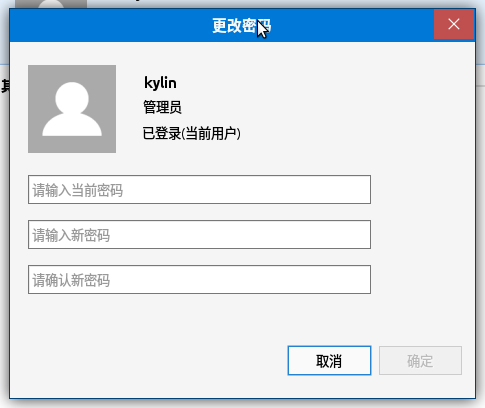 更改密码
kylin
管理员
已登录(当前用户)
请输入当前密码
请输入新密码
请确认新密码
取消
确定